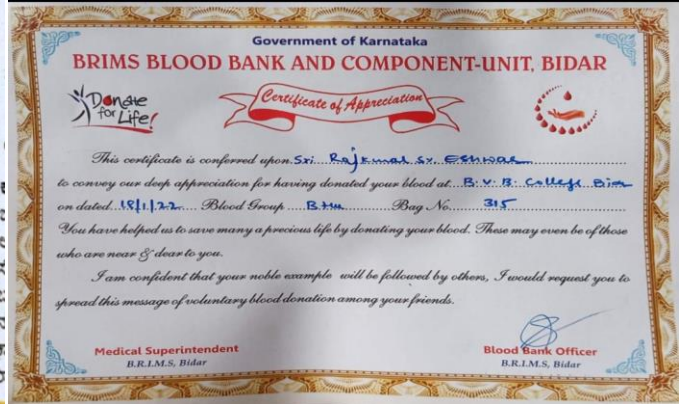 Government of Karnataka
BRIMS BLOOD BANK AND COMPONENT-UNIT, BIDAR
Donate for Life!
Certificate of Appreciation
This certificate is conferred upon Sri Rajkumar S/o Eshwar
to convey our deep appreciation for having donated your blood at B.V.B. College Bidar
on dated 18/1/22 Blood Group B +ve Bag No. 315
You have helped us to save many a precious life by donating your blood. These may even be of those
who are near & dear to you.
I am confident that your noble example will be followed by others, I would request you to
spread this message of voluntary blood donation among your friends.
Medical Superintendent
B.R.I.M.S, Bidar
Blood Bank Officer
B.R.I.M.S, Bidar